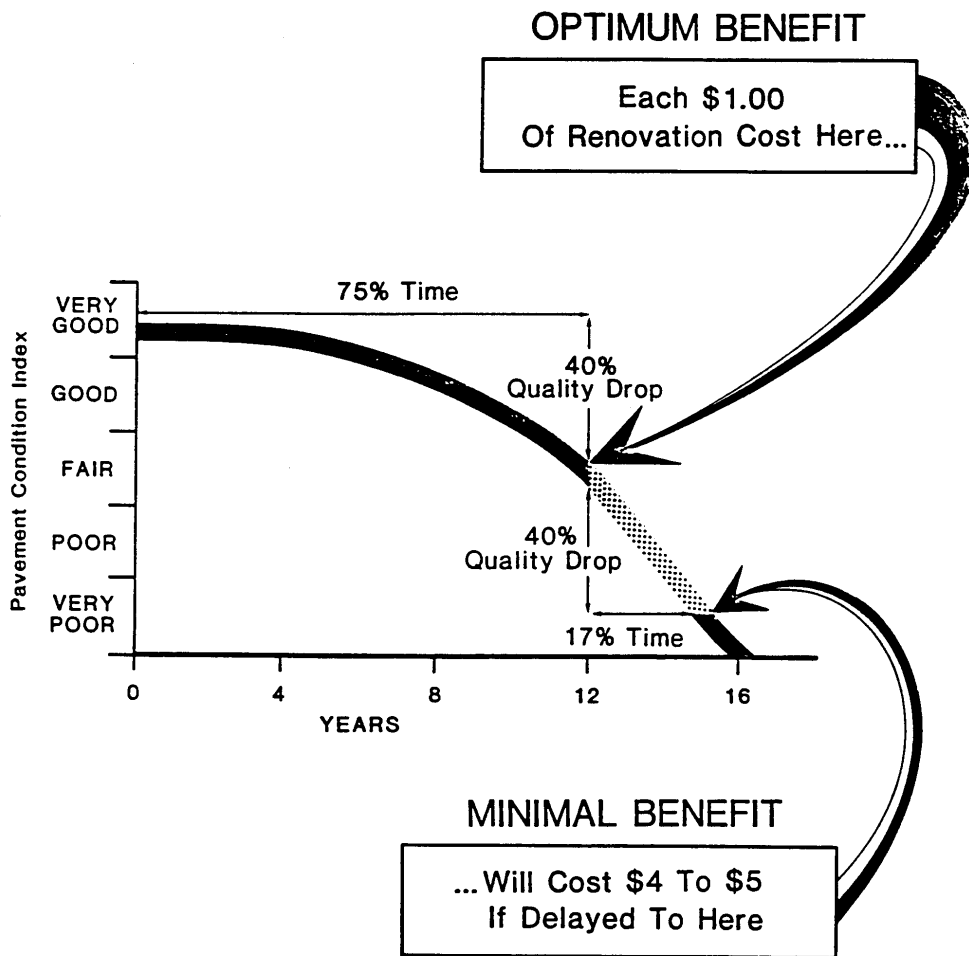 OPTIMUM BENEFIT
Each $1.00
Of Renovation Cost Here...
Pavement Condition Index
VERY
GOOD
GOOD
FAIR
POOR
VERY
POOR
75% Time
40%
Quality Drop
40%
Quality Drop
17% Time
0
4
8
12
16
YEARS
MINIMAL BENEFIT
...Will Cost $4 To $5
If Delayed To Here